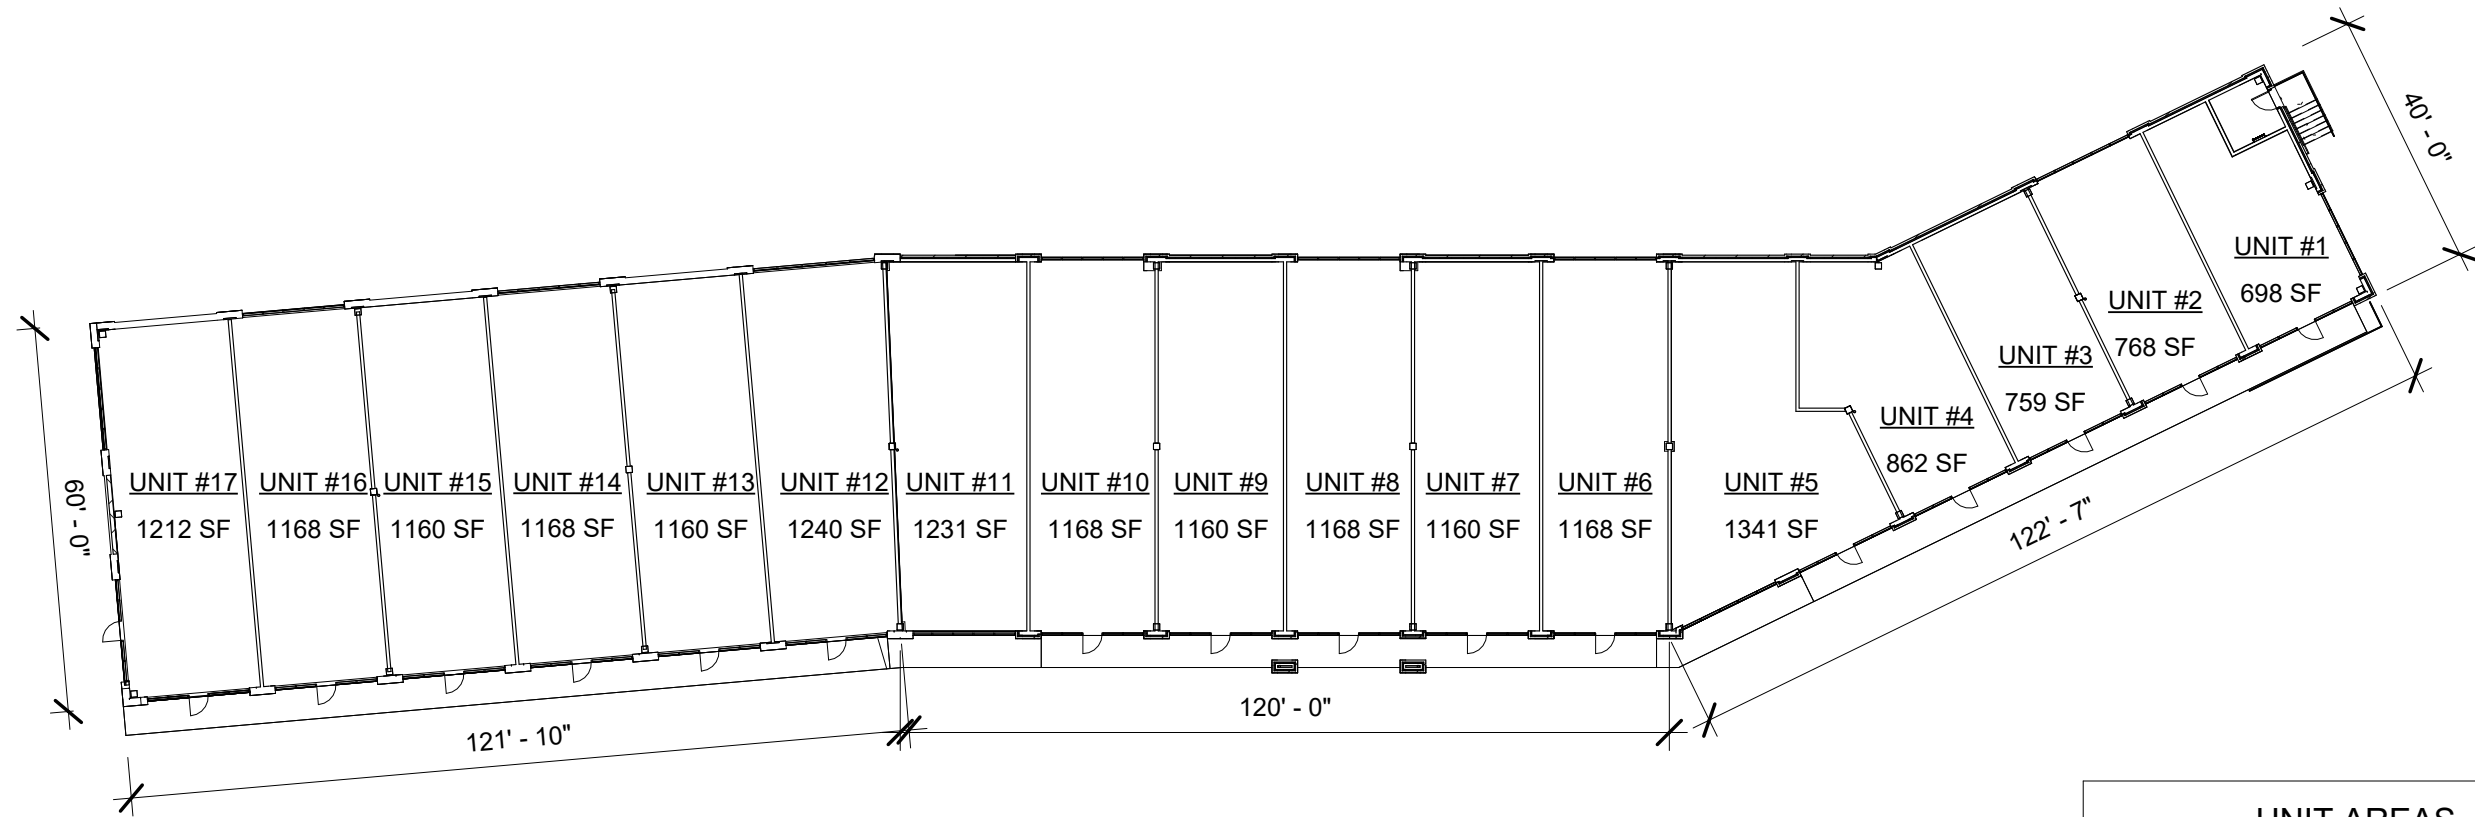 40' - 0"
UNIT #1
698 SF
UNIT #2
768 SF
UNIT #3
759 SF
UNIT #4
862 SF
UNIT #17
1212 SF
UNIT #16
1168 SF
UNIT #15
1160 SF
UNIT #14
1168 SF
UNIT #13
1160 SF
UNIT #12
1240 SF
UNIT #11
1231 SF
UNIT #10
1168 SF
UNIT #9
1160 SF
UNIT #8
1168 SF
UNIT #7
1160 SF
UNIT #6
1168 SF
UNIT #5
1341 SF
60' - 0"
122' - 7"
121' - 10"
120' - 0"
UNIT AREAS